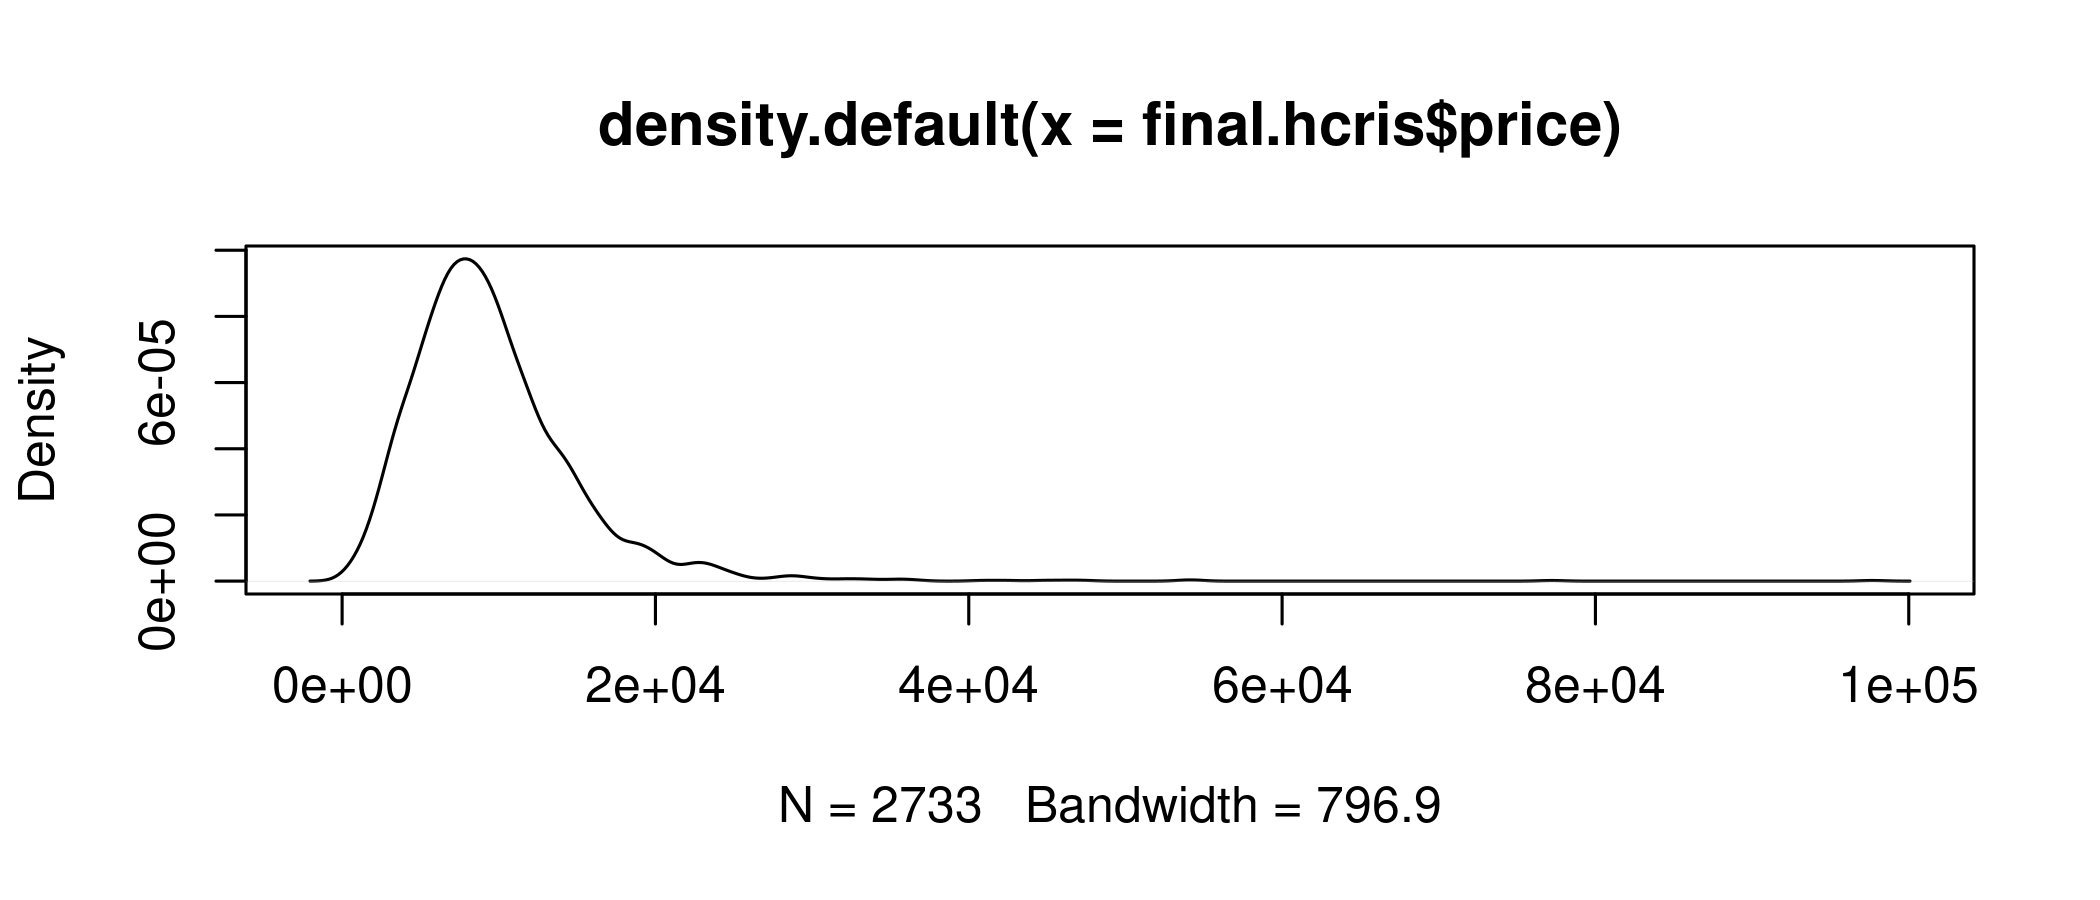 density.default(x = final.hcris$price)
Density
0e+00 6e-05
0e+00 2e+04 4e+04 6e+04 8e+04 1e+05
N = 2733 Bandwidth = 796.9